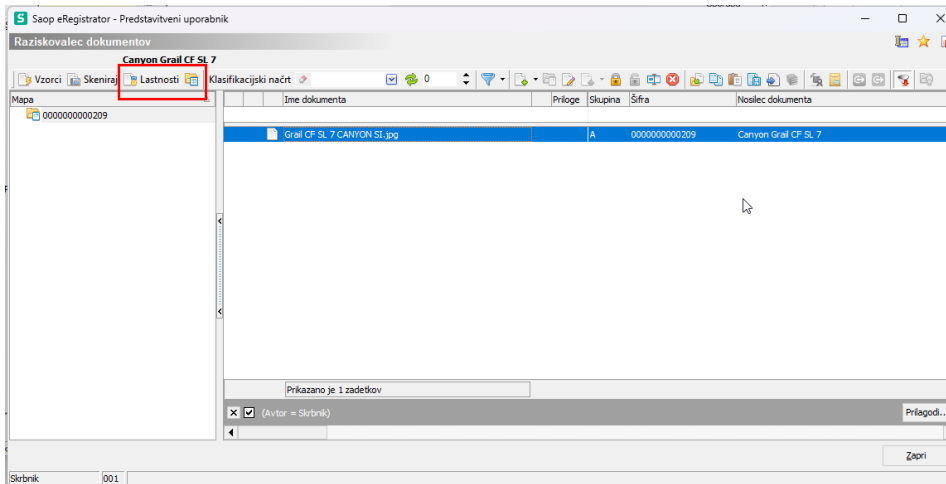 S Saop eRegistrator - Predstavitveni uporabnik
Raziskovalec dokumentov
Canyon Grail CF SL 7
Vzorci Skeniraj Lastnosti Klasifikacijski načrt 0
Mapa Ime dokumenta Priloge Skupina Šifra Nosilec dokumenta
0000000000209
Grail CF SL 7 CANYON SI.jpg A 0000000000209 Canyon Grail CF SL 7
Prikazano je 1 zadetkov
(Avtor = Skrbnik) Prilagodi...
Zapri
Skrbnik 001